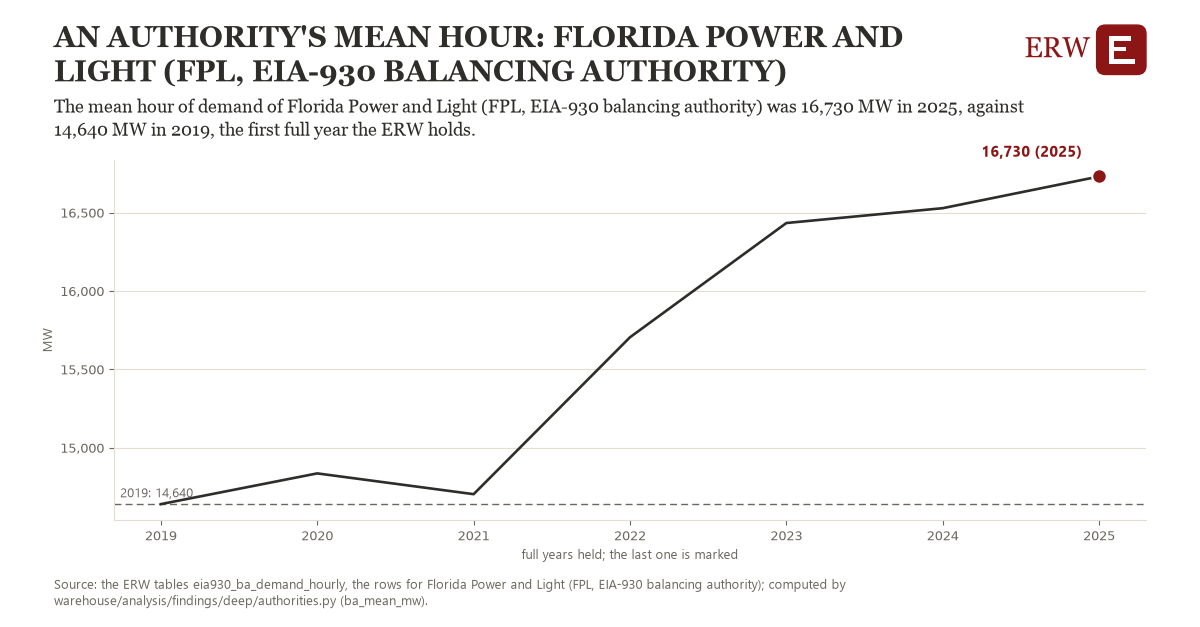 AN AUTHORITY'S MEAN HOUR: FLORIDA POWER AND
LIGHT (FPL, EIA-930 BALANCING AUTHORITY)
ERW E
The mean hour of demand of Florida Power and Light (FPL, EIA-930 balancing authority) was 16,730 MW in 2025, against
14,640 MW in 2019, the first full year the ERW holds.
16,730 (2025)
16,500
16,000
MW
15,500
15,000
2019: 14,640
2019 2020 2021 2022 2023 2024 2025
full years held; the last one is marked
Source: the ERW tables eia930_ba_demand_hourly, the rows for Florida Power and Light (FPL, EIA-930 balancing authority); computed by
warehouse/analysis/findings/deep/authorities.py (ba_mean_mw).